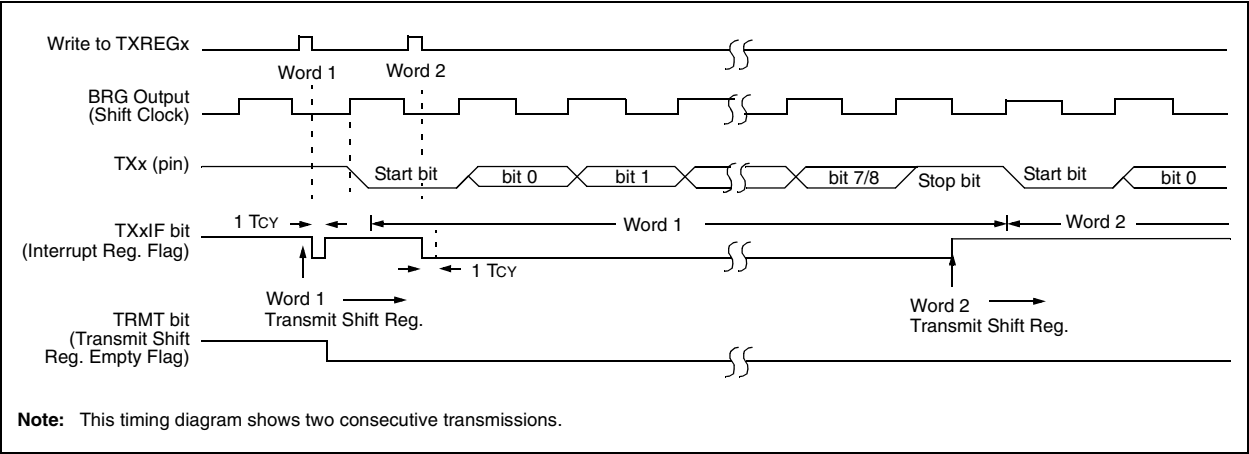 Write to TXREGx
Word 1
Word 2
BRG Output
(Shift Clock)
TXx (pin)
Start bit
bit 0
bit 1
bit 7/8
Stop bit
Start bit
bit 0
1 TCY
Word 1
Word 2
TXxIF bit
(Interrupt Reg. Flag)
1 TCY
Word 1
Transmit Shift Reg.
Word 2
Transmit Shift Reg.
TRMT bit
(Transmit Shift
Reg. Empty Flag)
Note: This timing diagram shows two consecutive transmissions.